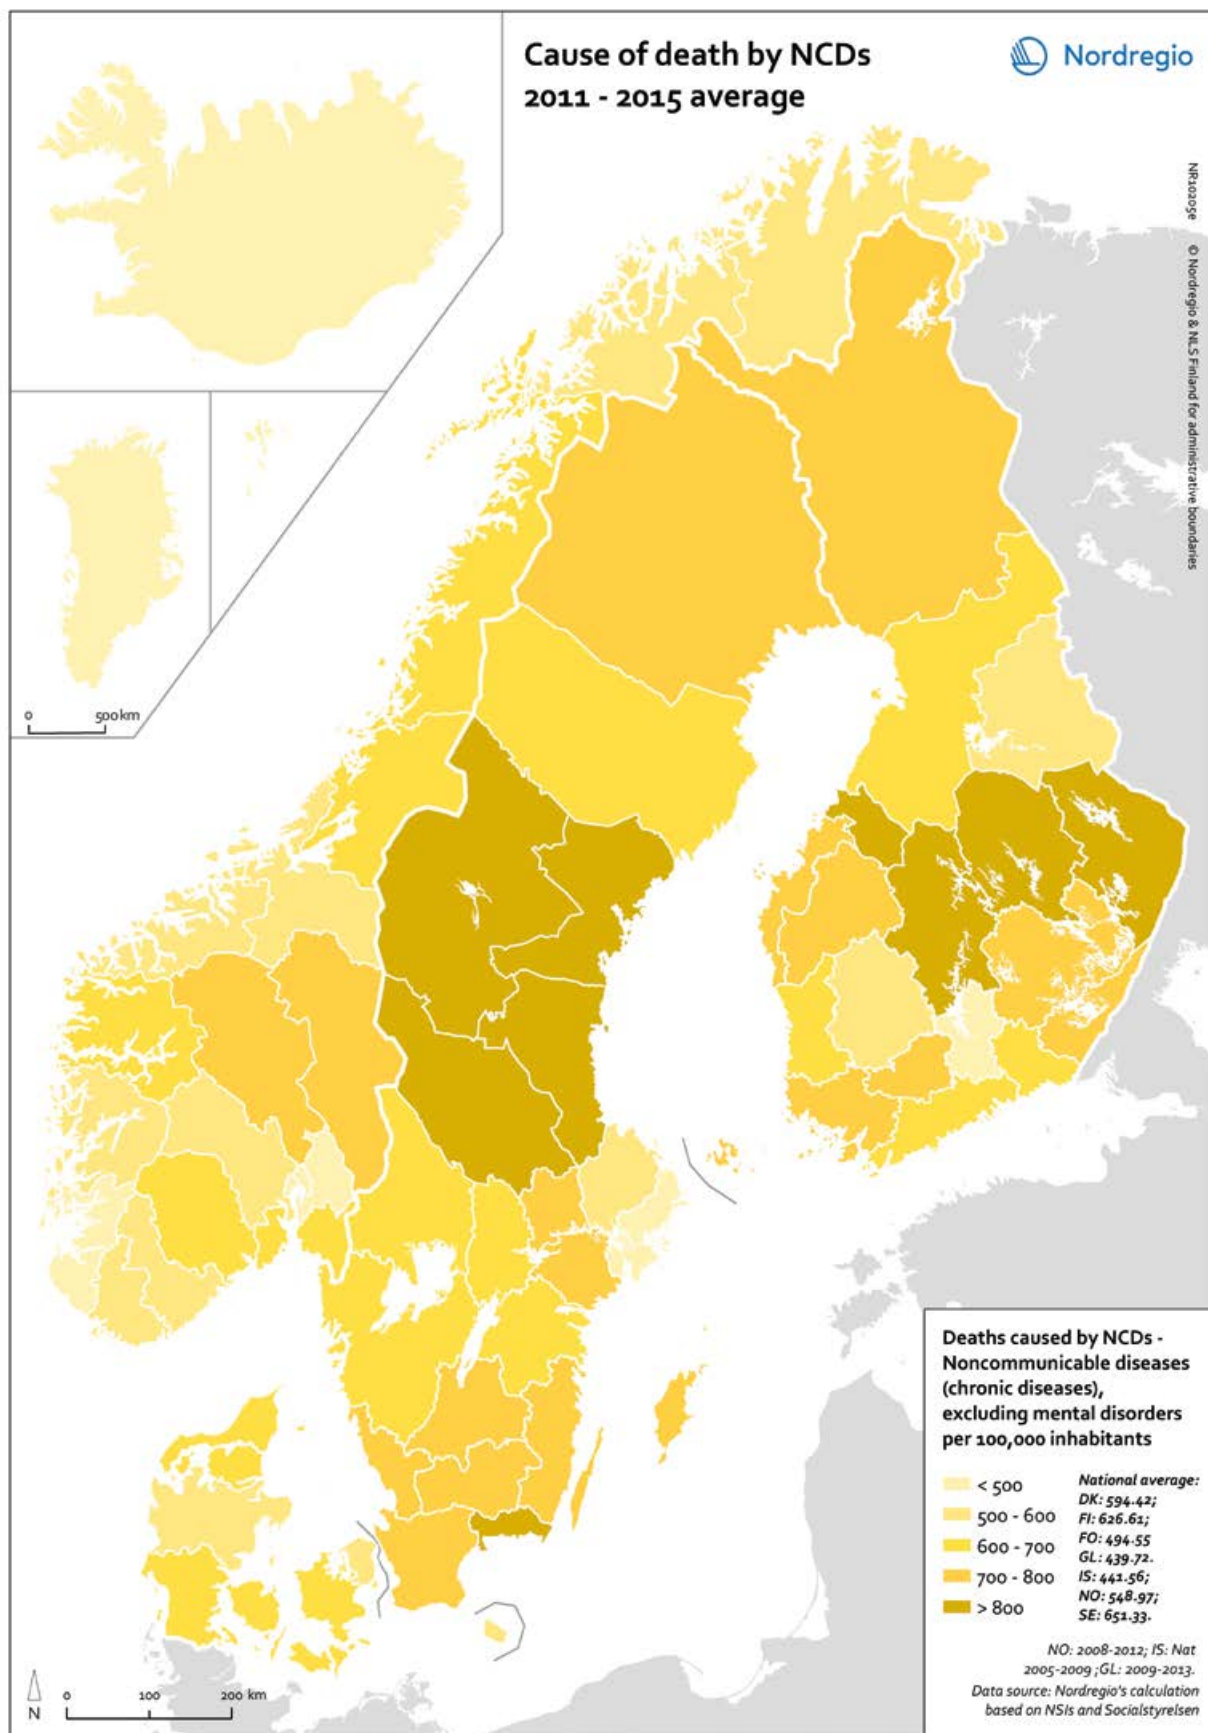 Cause of death by NCDs
2011 - 2015 average
Nordregio
NR10205e © Nordregio & NLS Finland for administrative boundaries
0 500 km
Deaths caused by NCDs -
Noncommunicable diseases
(chronic diseases),
excluding mental disorders
per 100,000 inhabitants
< 500
500 - 600
600 - 700
700 - 800
> 800
National average:
DK: 594.42;
FI: 626.61;
FO: 494.55
GL: 439.72.
IS: 441.56;
NO: 548.97;
SE: 651.33.
NO: 2008-2012; IS: Nat
2005-2009 ;GL: 2009-2013.
Data source: Nordregio's calculation
based on NSIs and Socialstyrelsen
N
0 100 200 km